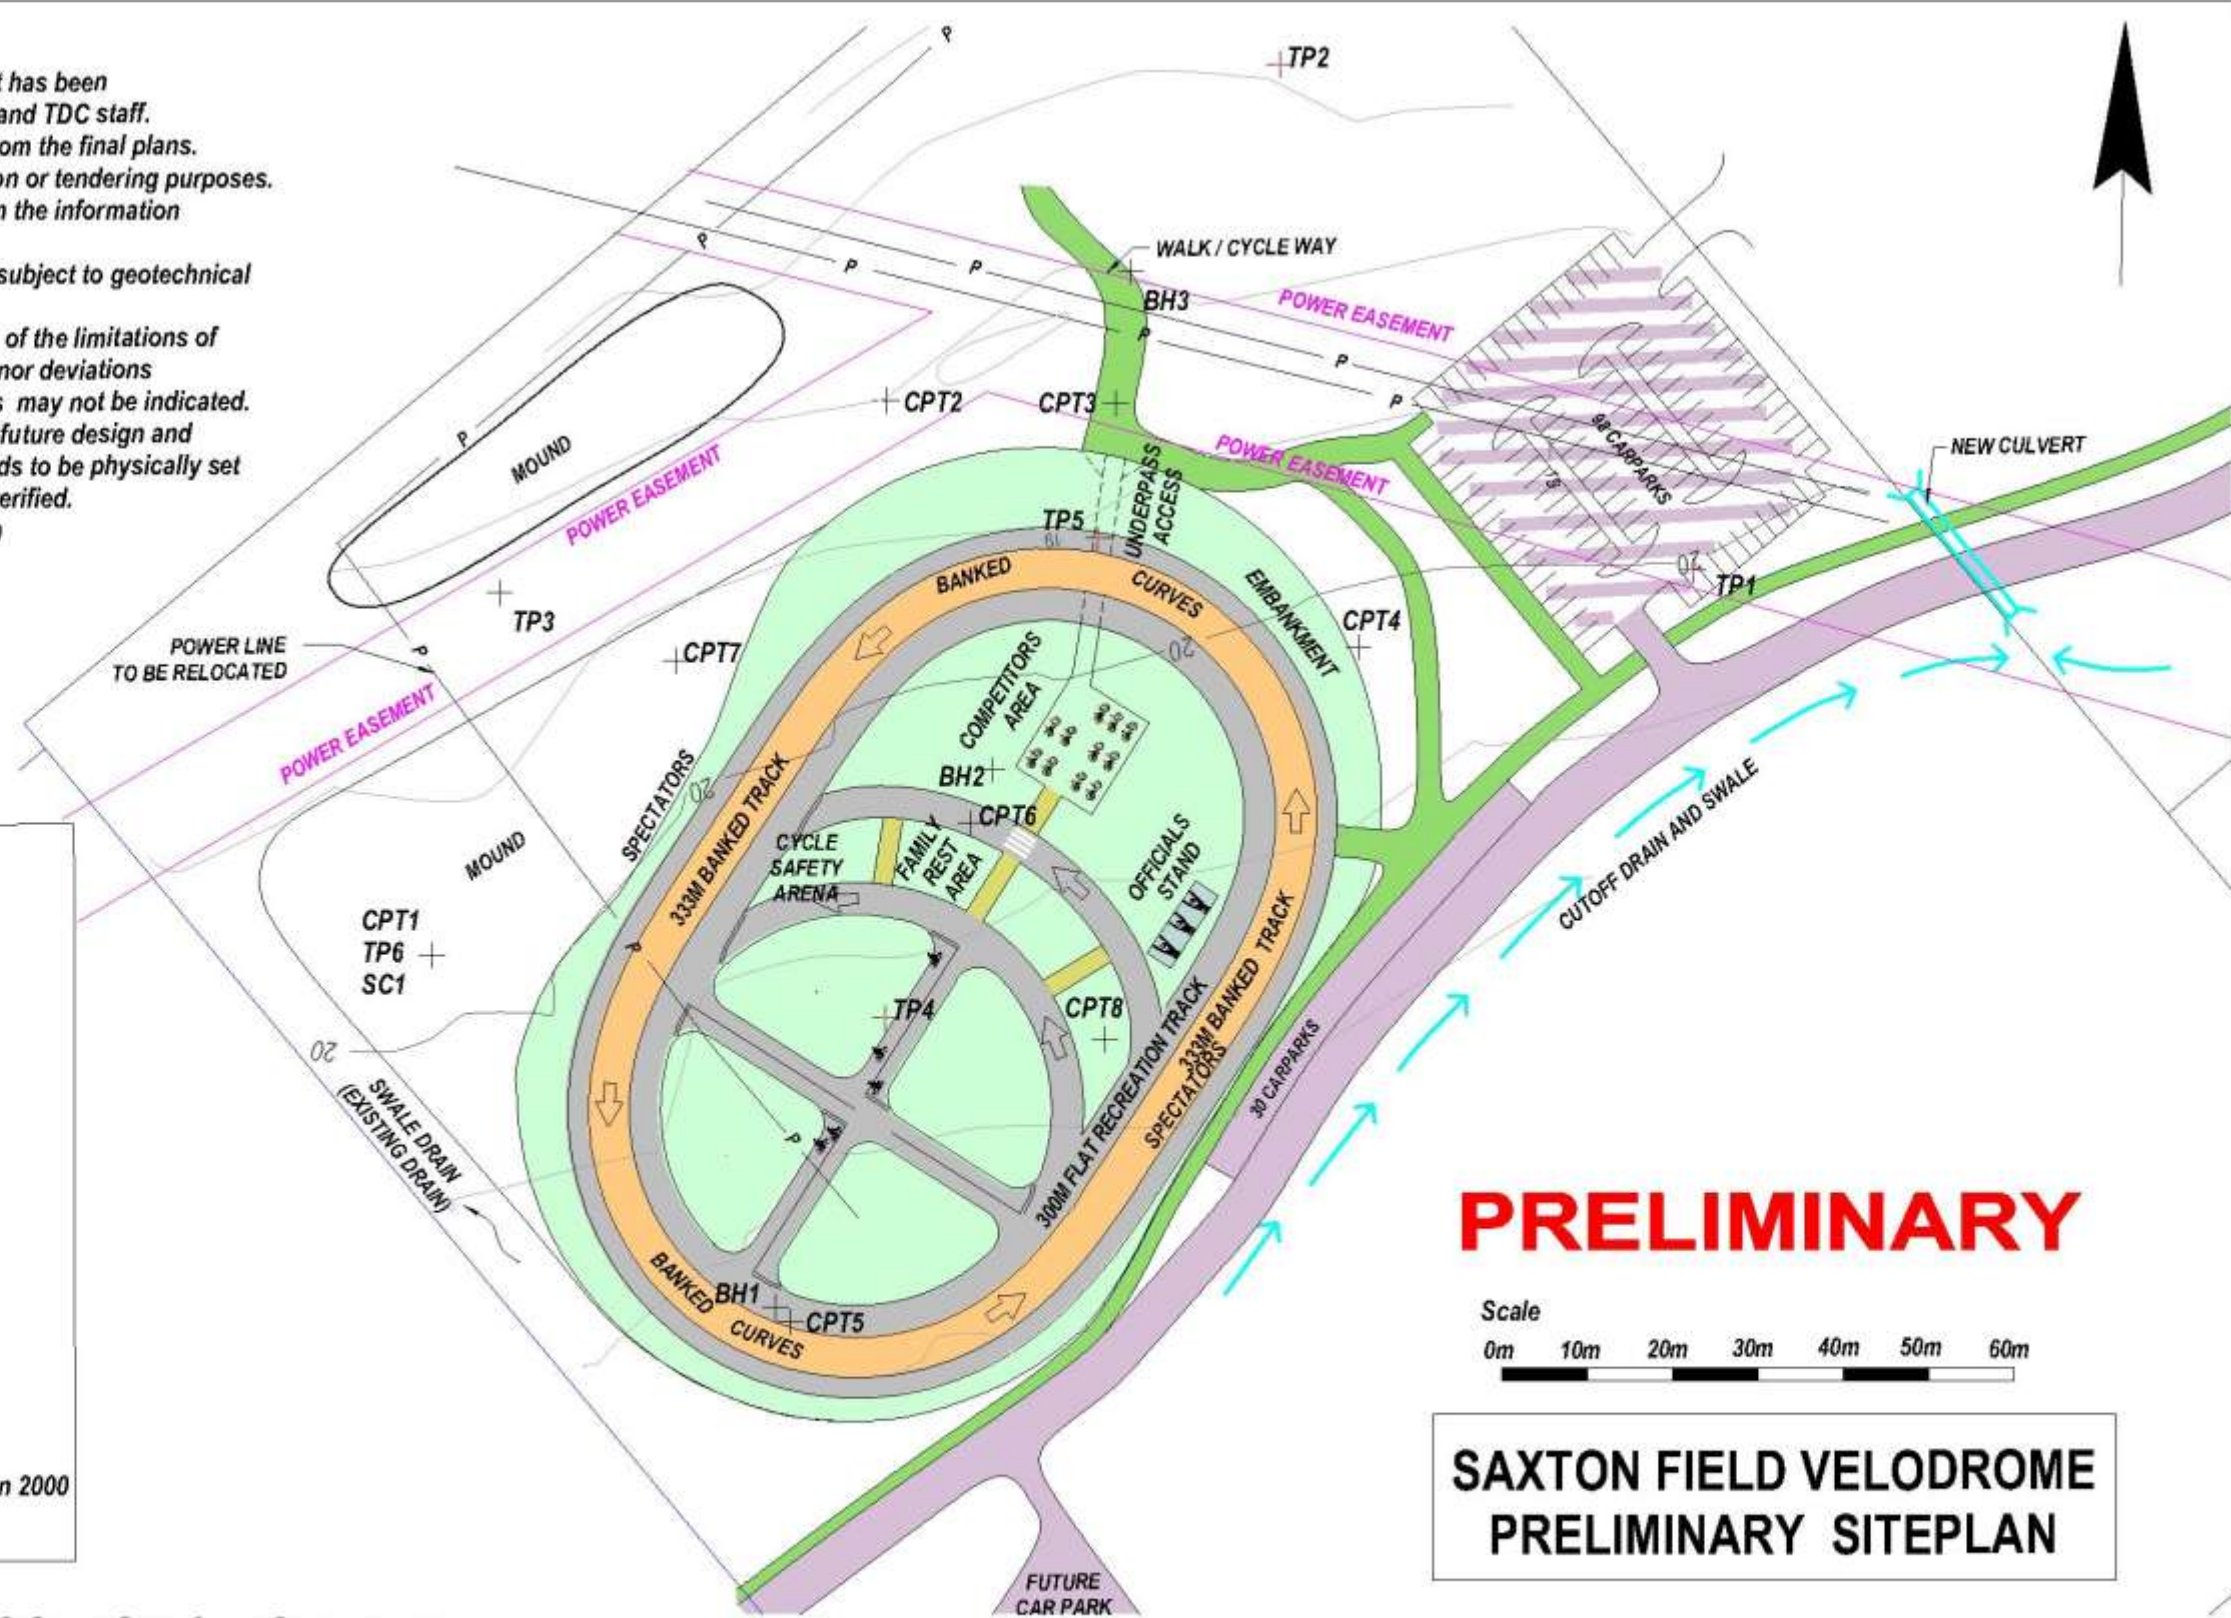 t has been
and TDC staff.
om the final plans.
on or tendering purposes.
n the information
subject to geotechnical
of the limitations of
nor deviations
s may not be indicated.
future design and
ds to be physically set
erified.
)
P
TP2
WALK / CYCLE WAY
P
P
P
BH3
POWER EASEMENT
P
P
P
CPT2
CPT3
P
MOUND
POWER EASEMENT
POWER EASEMENT
UNDERPASS
ACCESS
98 CARPARKS
NEW CULVERT
TP5
19
BANKED
CURVES
EMBANKMENT
20
TP1
TP3
CPT7
CPT4
20
POWER LINE
TO BE RELOCATED
P
POWER EASEMENT
COMPETITORS
AREA
SPECTATORS
20
333M BANKED TRACK
BH2
CPT6
MOUND
CYCLE
SAFETY
ARENA
FAMILY
REST
AREA
OFFICIALS
STAND
CUTOFF DRAIN AND SWALE
CPT1
TP6
SC1
P
TP4
CPT8
333M BANKED TRACK
SPECTATORS
300M FLAT RECREATION TRACK
30 CARPARKS
20
SWALE DRAIN
(EXISTING DRAIN)
P
BANKED
CURVES
BH1
CPT5
PRELIMINARY
Scale
0m 10m 20m 30m 40m 50m 60m
SAXTON FIELD VELODROME
PRELIMINARY SITEPLAN
n 2000
FUTURE
CAR PARK